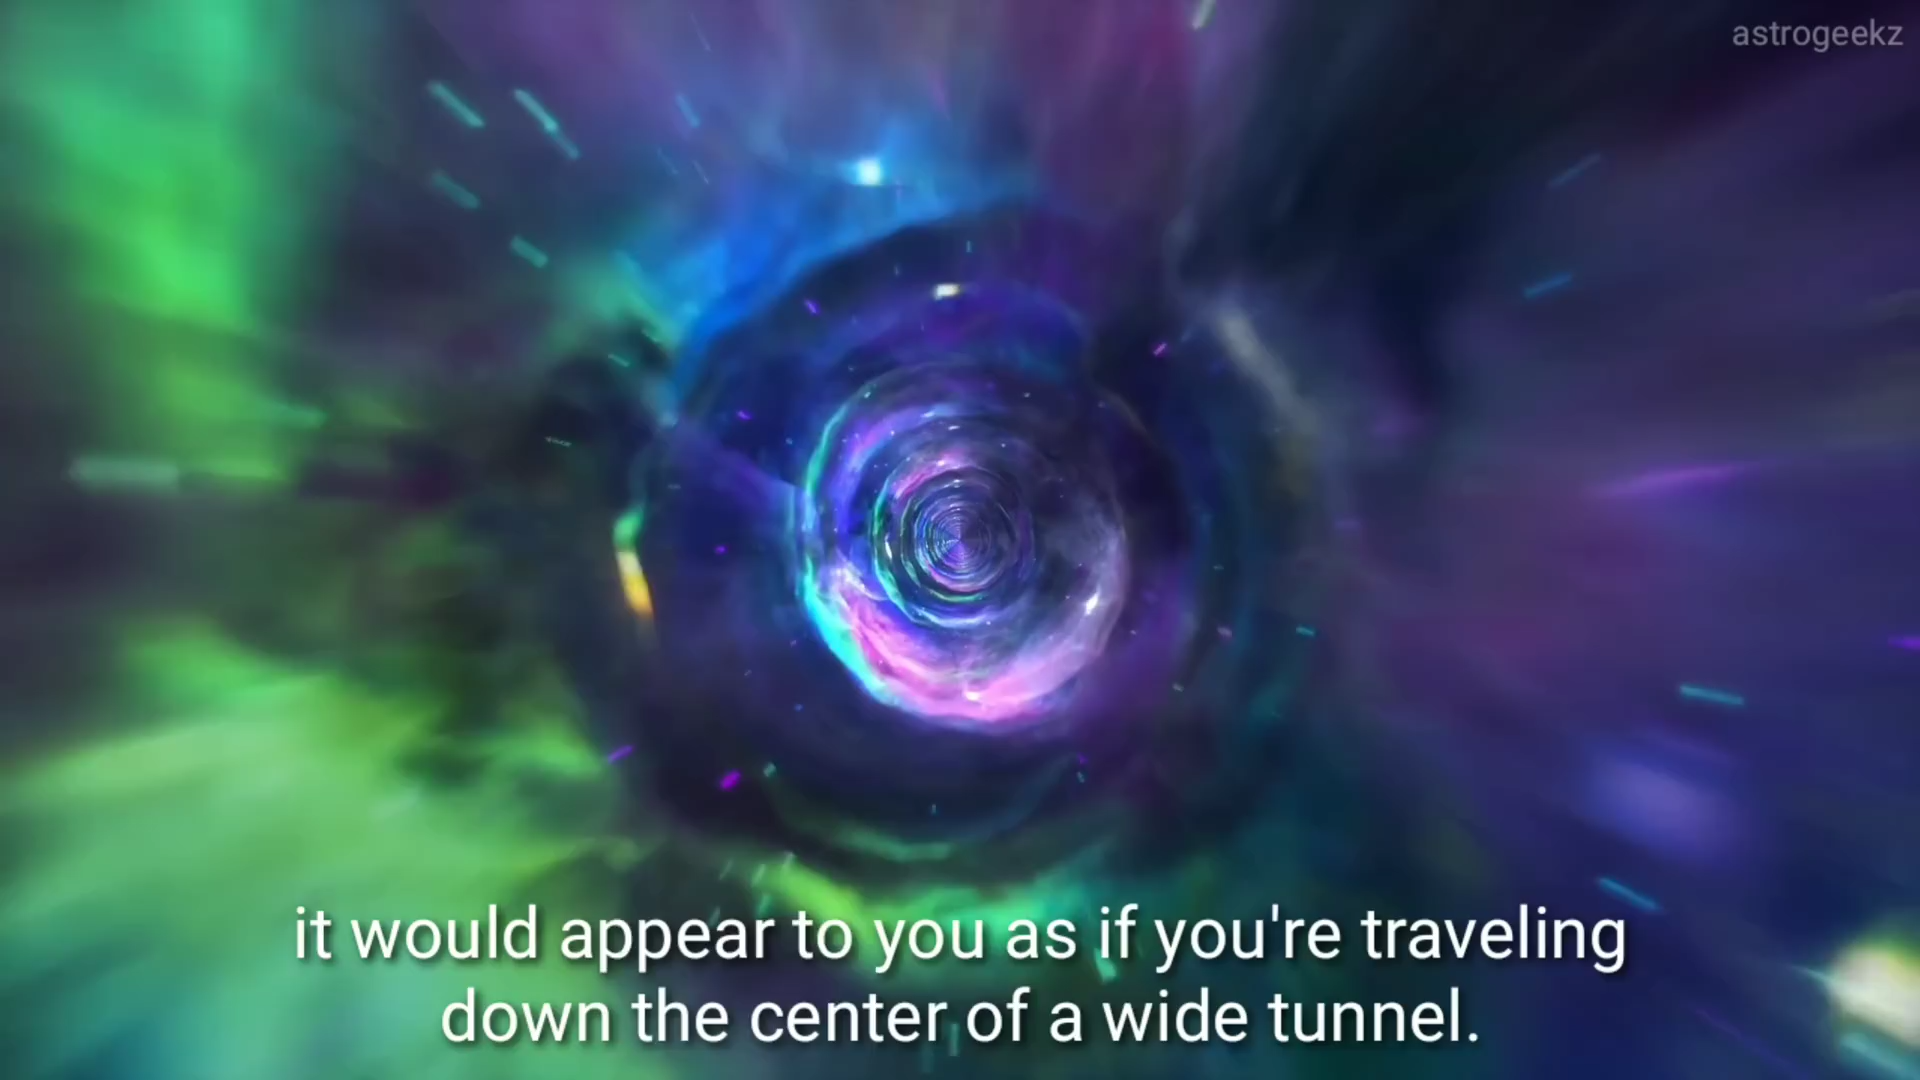 astrogeekz
it would appear to you as if you're traveling
down the center of a wide tunnel.